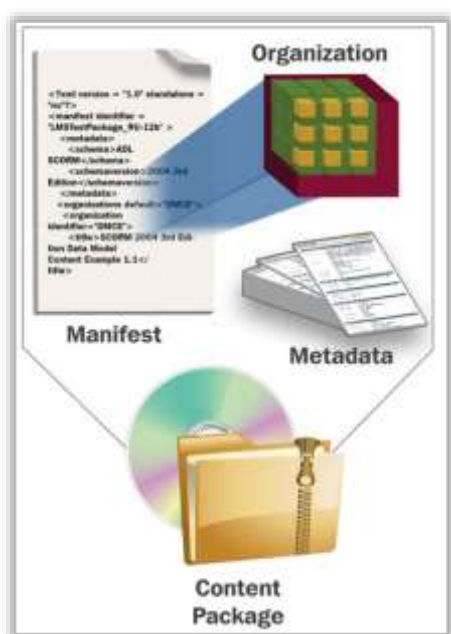 Organization
<?xml version = "1.0" standalone =
"no"?>
<manifest identifier =
"LMSTestPackage_RU-12b" >
<metadata>
<schema>ADL
SCORM</schema>
<schemaversion>2004 3rd
Edition</schemaversion>
</metadata>
<organizations default="DMCE">
<organization
identifier="DMCE">
<title>SCORM 2004 3rd Edi
tion Data Model
Content Example 1.1</
title>
Manifest
Metadata
Content
Package